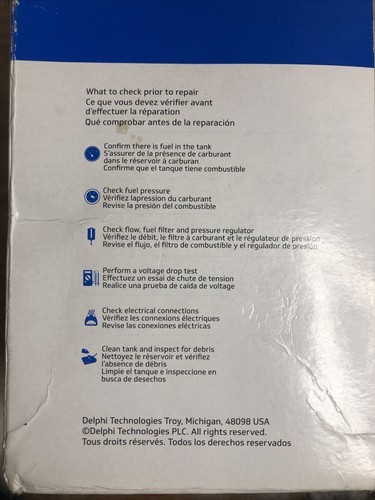 What to check prior to repair
Ce que vous devez vérifier avant
d'effectuer la réparation
Qué comprobar antes de la reparación
Confirm there is fuel in the tank
S'assurer de la présence de carburant
dans le réservoir à carburan
Confirme que el tanque tiene combustible
Check fuel pressure
Vérifiez lapression du carburant
Revise la presión del combustible
Check flow, fuel filter and pressure regulator
Vérifiez le débit, le filtre à carburant et le régulateur de pression
Revise el flujo, el filtro de combustible y el regulador de presión
Perform a voltage drop test
Effectuez un essai de chute de tension
Realice una prueba de caída de voltage
Check electrical connections
Vérifiez les connexions électriques
Revise las conexiones eléctricas
Clean tank and inspect for debris
Nettoyez le réservoir et vérifiez
l'absence de débris
Limpie el tanque e inspeccione en
busca de desechos
Delphi Technologies Troy, Michigan, 48098 USA
©Delphi Technologies PLC. All rights reserved.
Tous droits réservés. Todos los derechos reservados